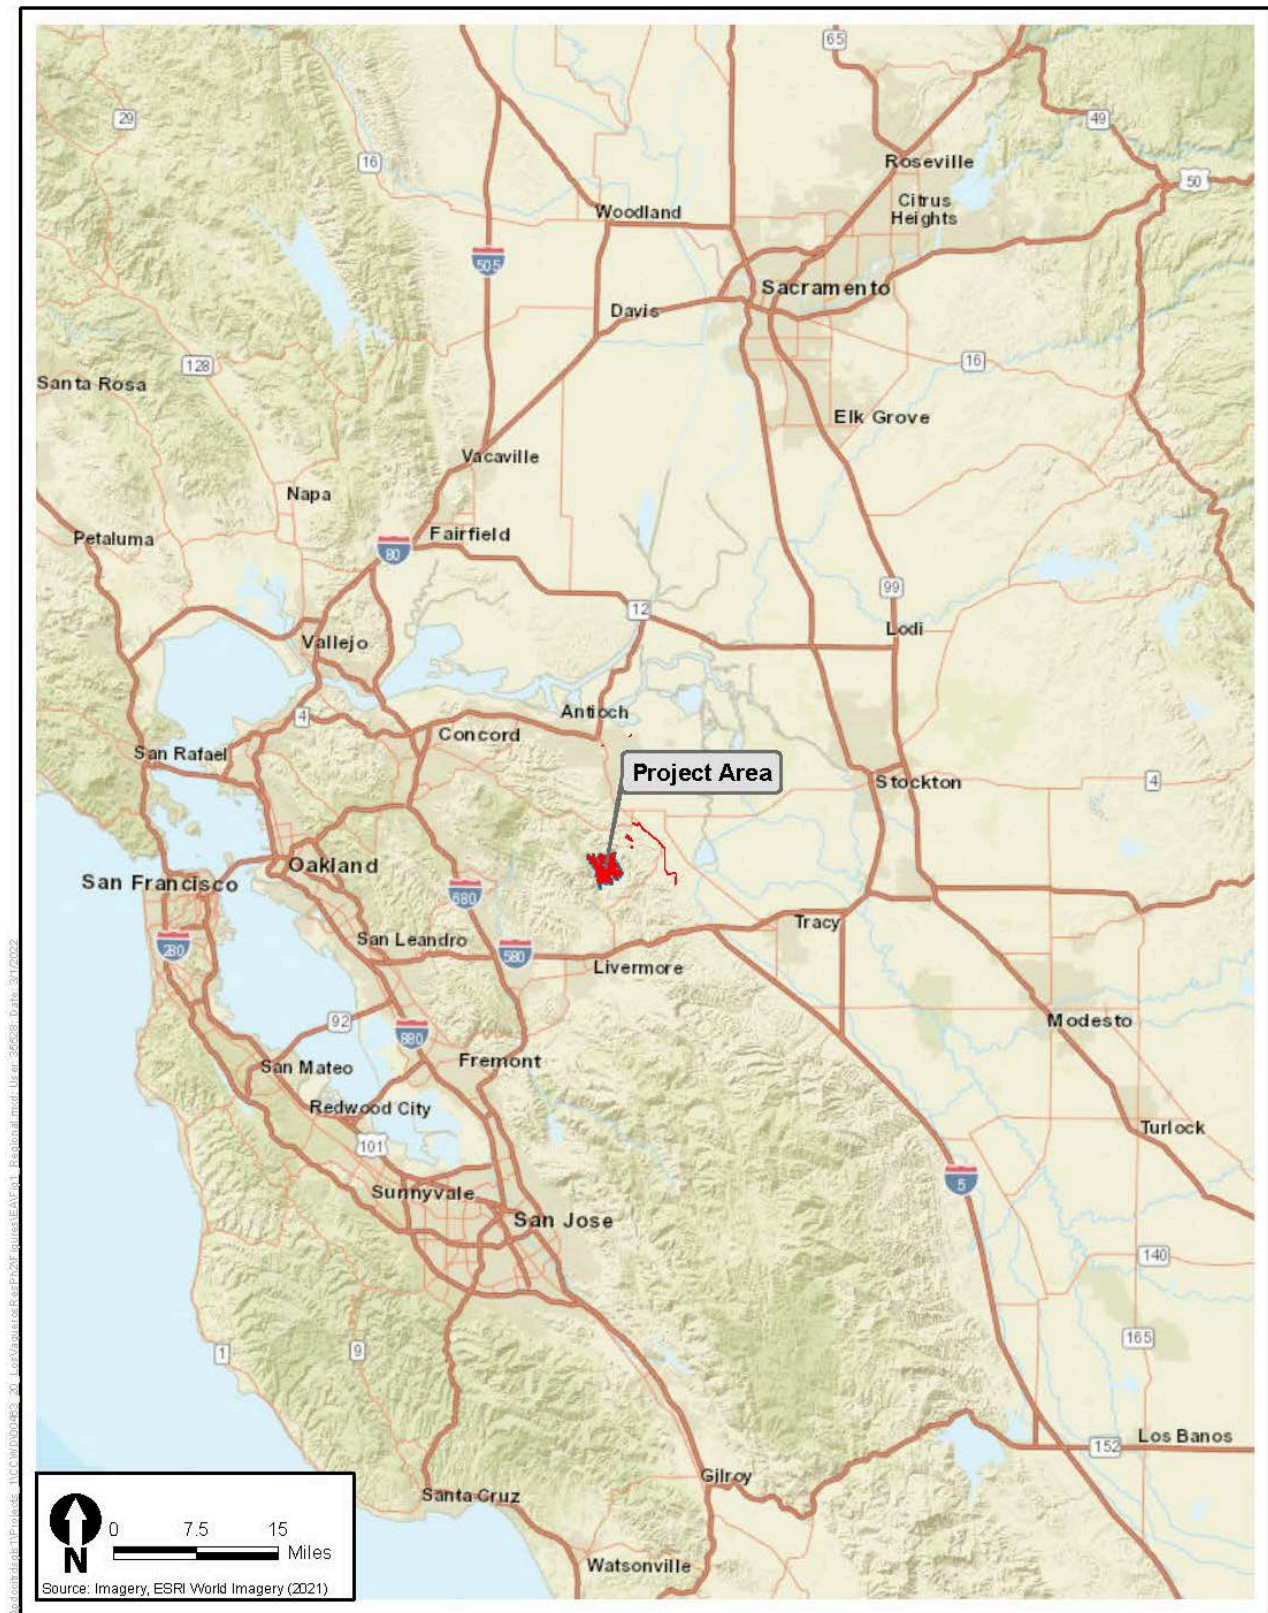 65
29
49
16
Roseville
50
Citrus
Heights
Woodland
505
Sacramento
Davis
128
16
Santa Rosa
Elk Grove
Vacaville
Napa
Petaluma
Fairfield
80
99
12
Lodi
Vallejo
Antioch
4
Concord
San Rafael
Project Area
Stockton
4
Oakland
San Francisco
680
Tracy
San Leandro
280
580
Livermore
92
Modesto
880
San Mateo
Fremont
Redwood City
Turlock
101
5
Sunnyvale
San Jose
140
165
1
9
Los Banos
152
Gilroy
Santa Cruz
Watsonville
N
0 7.5 15
Miles
Source: Imagery, ESRI World Imagery (2021)